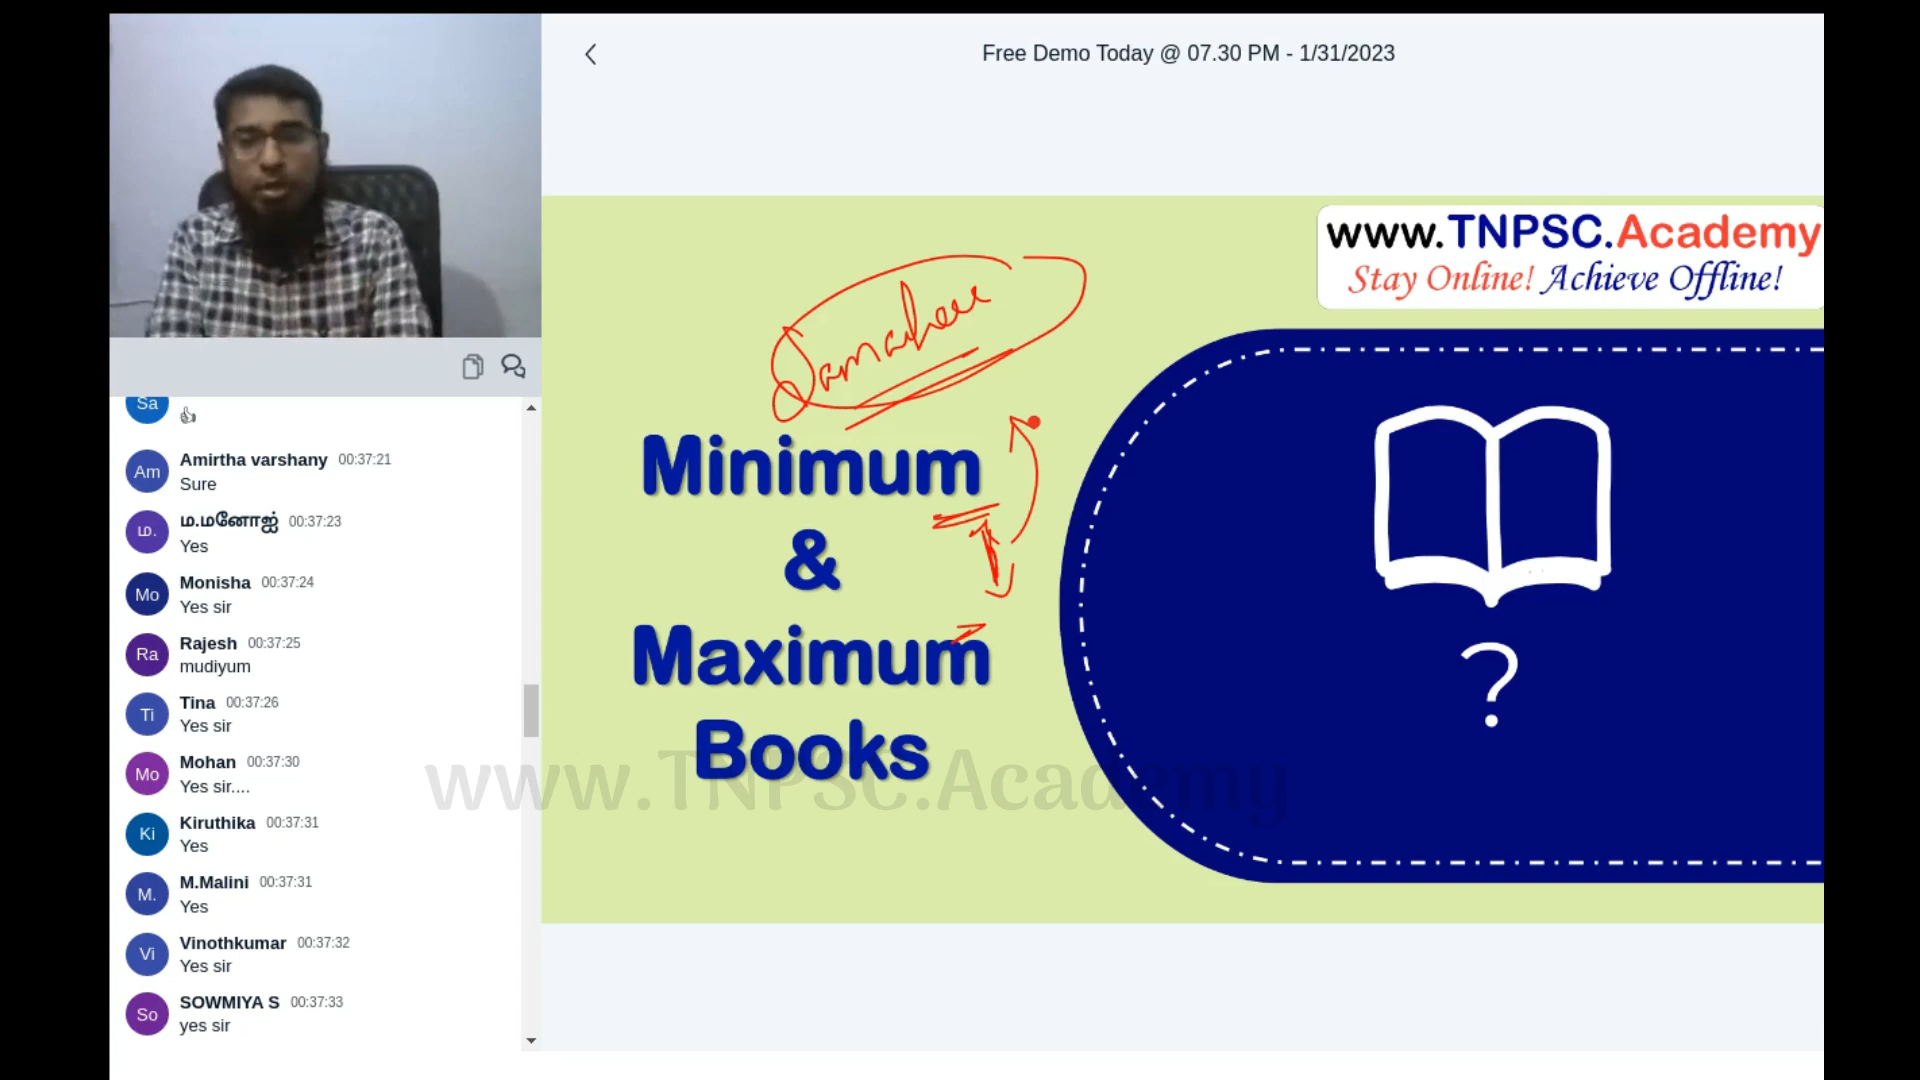 Free Demo Today @ 07.30 PM - 1/31/2023
www.TNPSC.Academy
Stay Online! Achieve Offline!
Samacheer
Minimum
&
Maximum
Books
?
www.TNPSC.Academy
Sa
👍
Am
Amirtha varshany 00:37:21
Sure
ம.
ம.மனோஜ் 00:37:23
Yes
Mo
Monisha 00:37:24
Yes sir
Ra
Rajesh 00:37:25
mudiyum
Ti
Tina 00:37:26
Yes sir
Mo
Mohan 00:37:30
Yes sir....
Ki
Kiruthika 00:37:31
Yes
M.
M.Malini 00:37:31
Yes
Vi
Vinothkumar 00:37:32
Yes sir
So
SOWMIYA S 00:37:33
yes sir